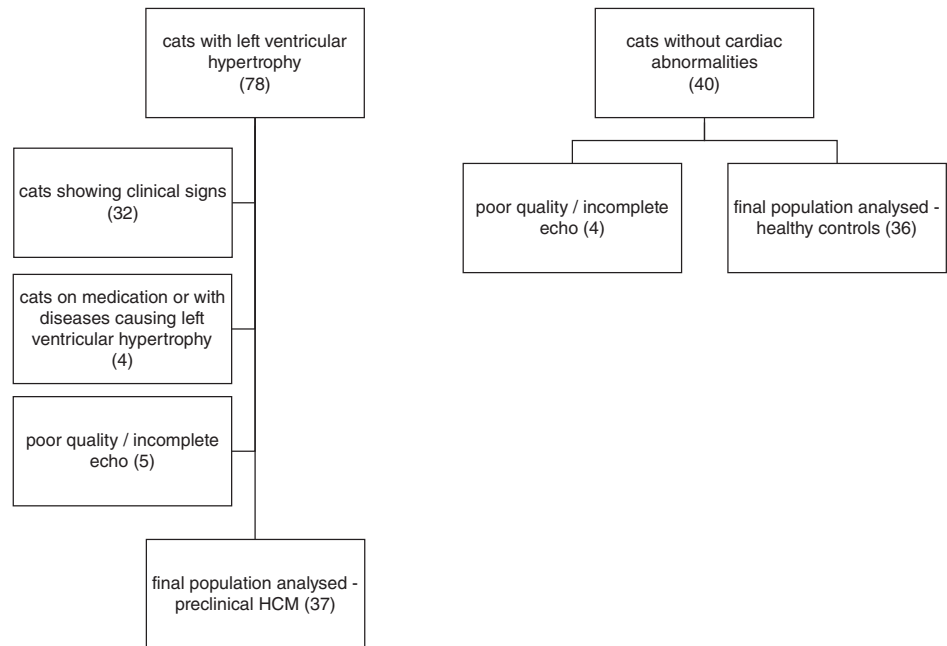 cats with left ventricular
hypertrophy
(78)
cats showing clinical signs
(32)
cats on medication or with
diseases causing left
ventricular hypertrophy
(4)
poor quality / incomplete
echo (5)
final population analysed -
preclinical HCM (37)
cats without cardiac
abnormalities
(40)
poor quality / incomplete
echo (4)
final population analysed -
healthy controls (36)